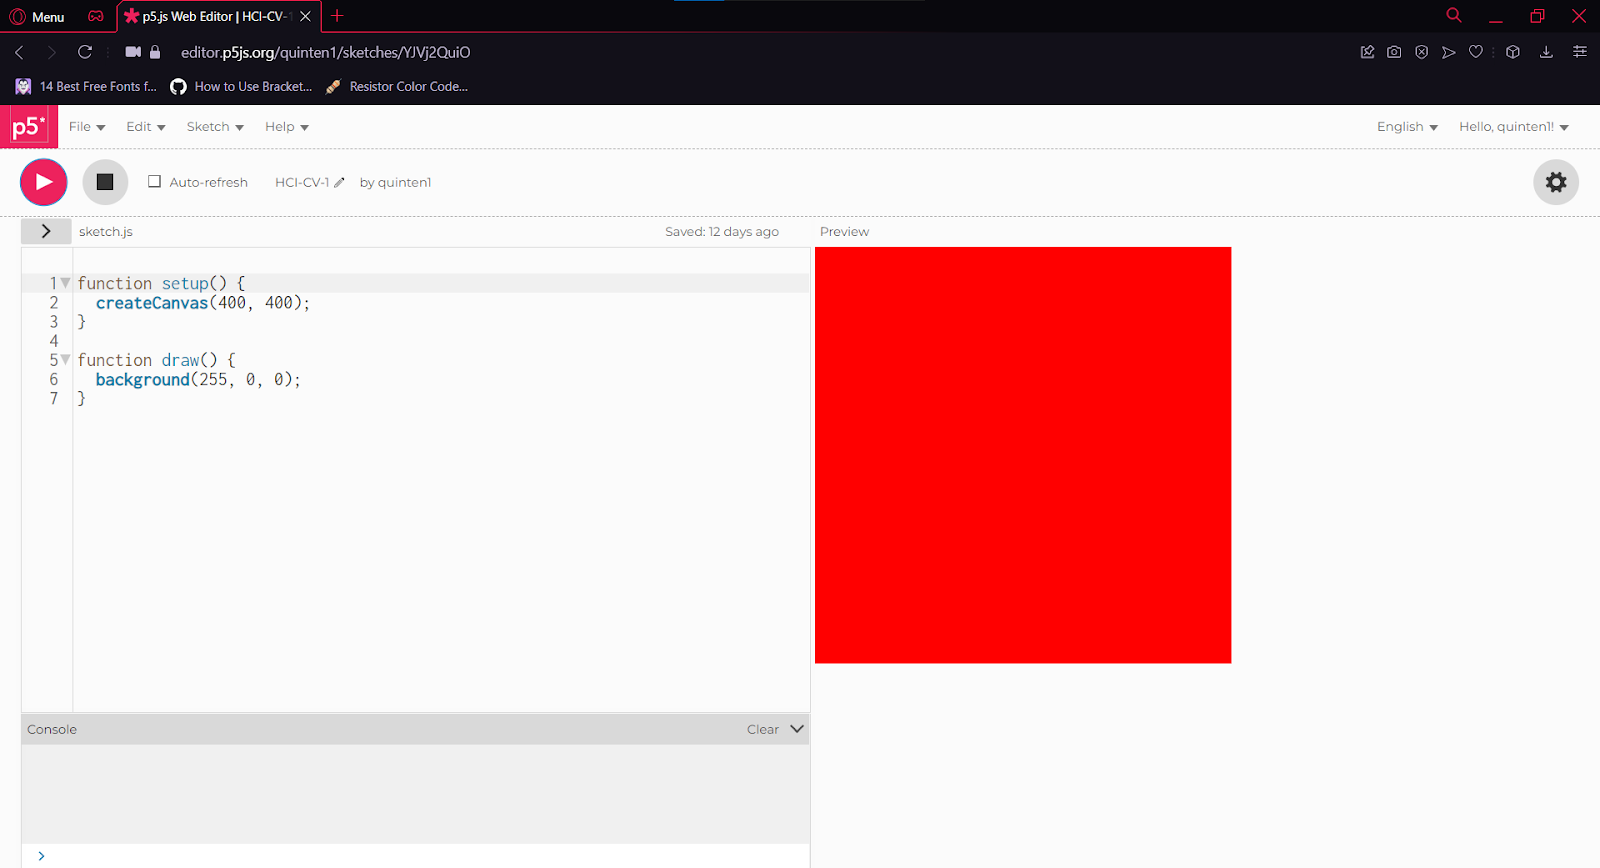 Menu
p5.js Web Editor | HCI-CV-1
editor.p5js.org/quinten1/sketches/YJVj2QuiO
14 Best Free Fonts f... How to Use Bracket... Resistor Color Code...
p5* File Edit Sketch Help English Hello, quinten1!
Auto-refresh HCI-CV-1 by quinten1
> sketch.js Saved: 12 days ago Preview
1 function setup() {
2 createCanvas(400, 400);
3 }
4
5 function draw() {
6 background(255, 0, 0);
7 }
Console Clear
>